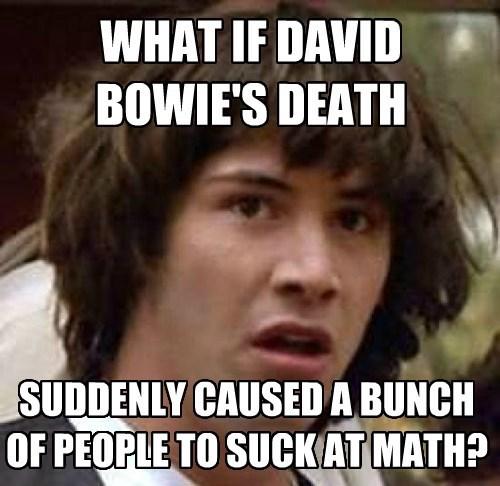 WHAT IF DAVID
BOWIE'S DEATH
SUDDENLY CAUSED A BUNCH
OF PEOPLE TO SUCK AT MATH?